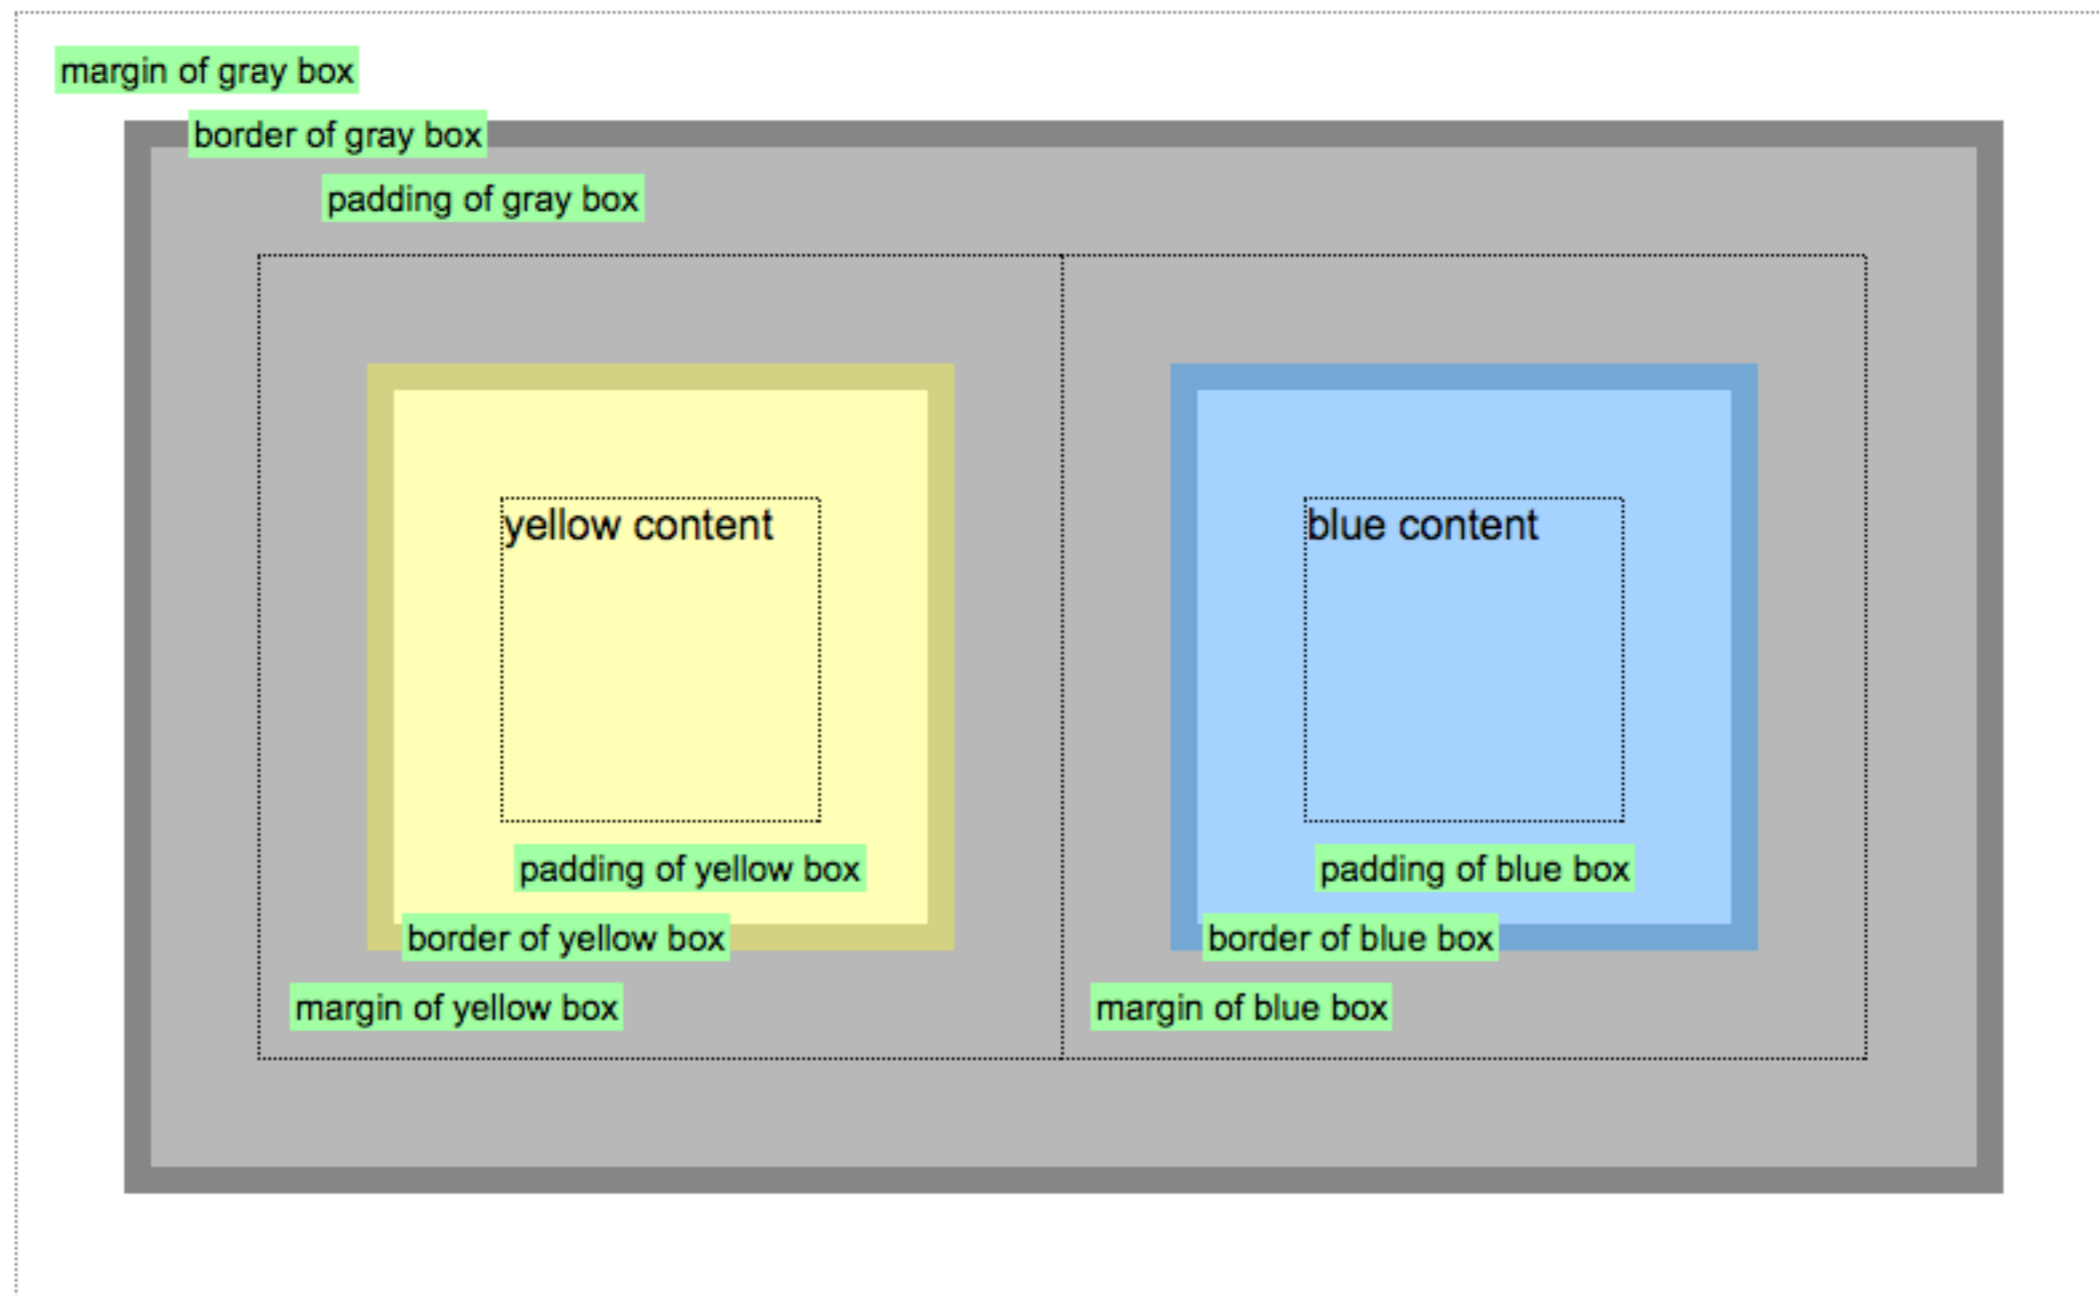 margin of gray box
border of gray box
padding of gray box
yellow content
blue content
padding of yellow box
padding of blue box
border of yellow box
border of blue box
margin of yellow box
margin of blue box